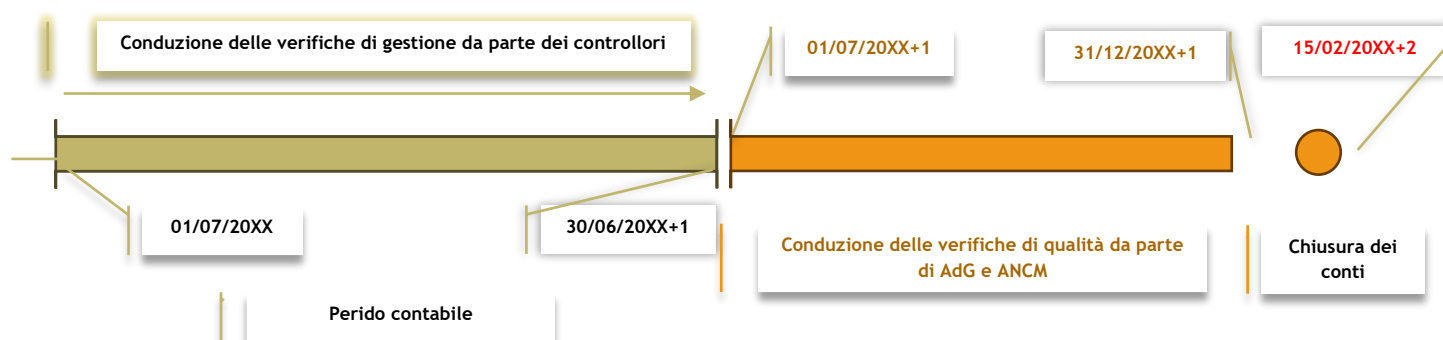 Conduzione delle verifiche di gestione da parte dei controllori
01/07/20XX+1
31/12/20XX+1
15/02/20XX+2
01/07/20XX
30/06/20XX+1
Conduzione delle verifiche di qualità da parte
di AdG e ANCM
Chiusura dei
conti
Perido contabile